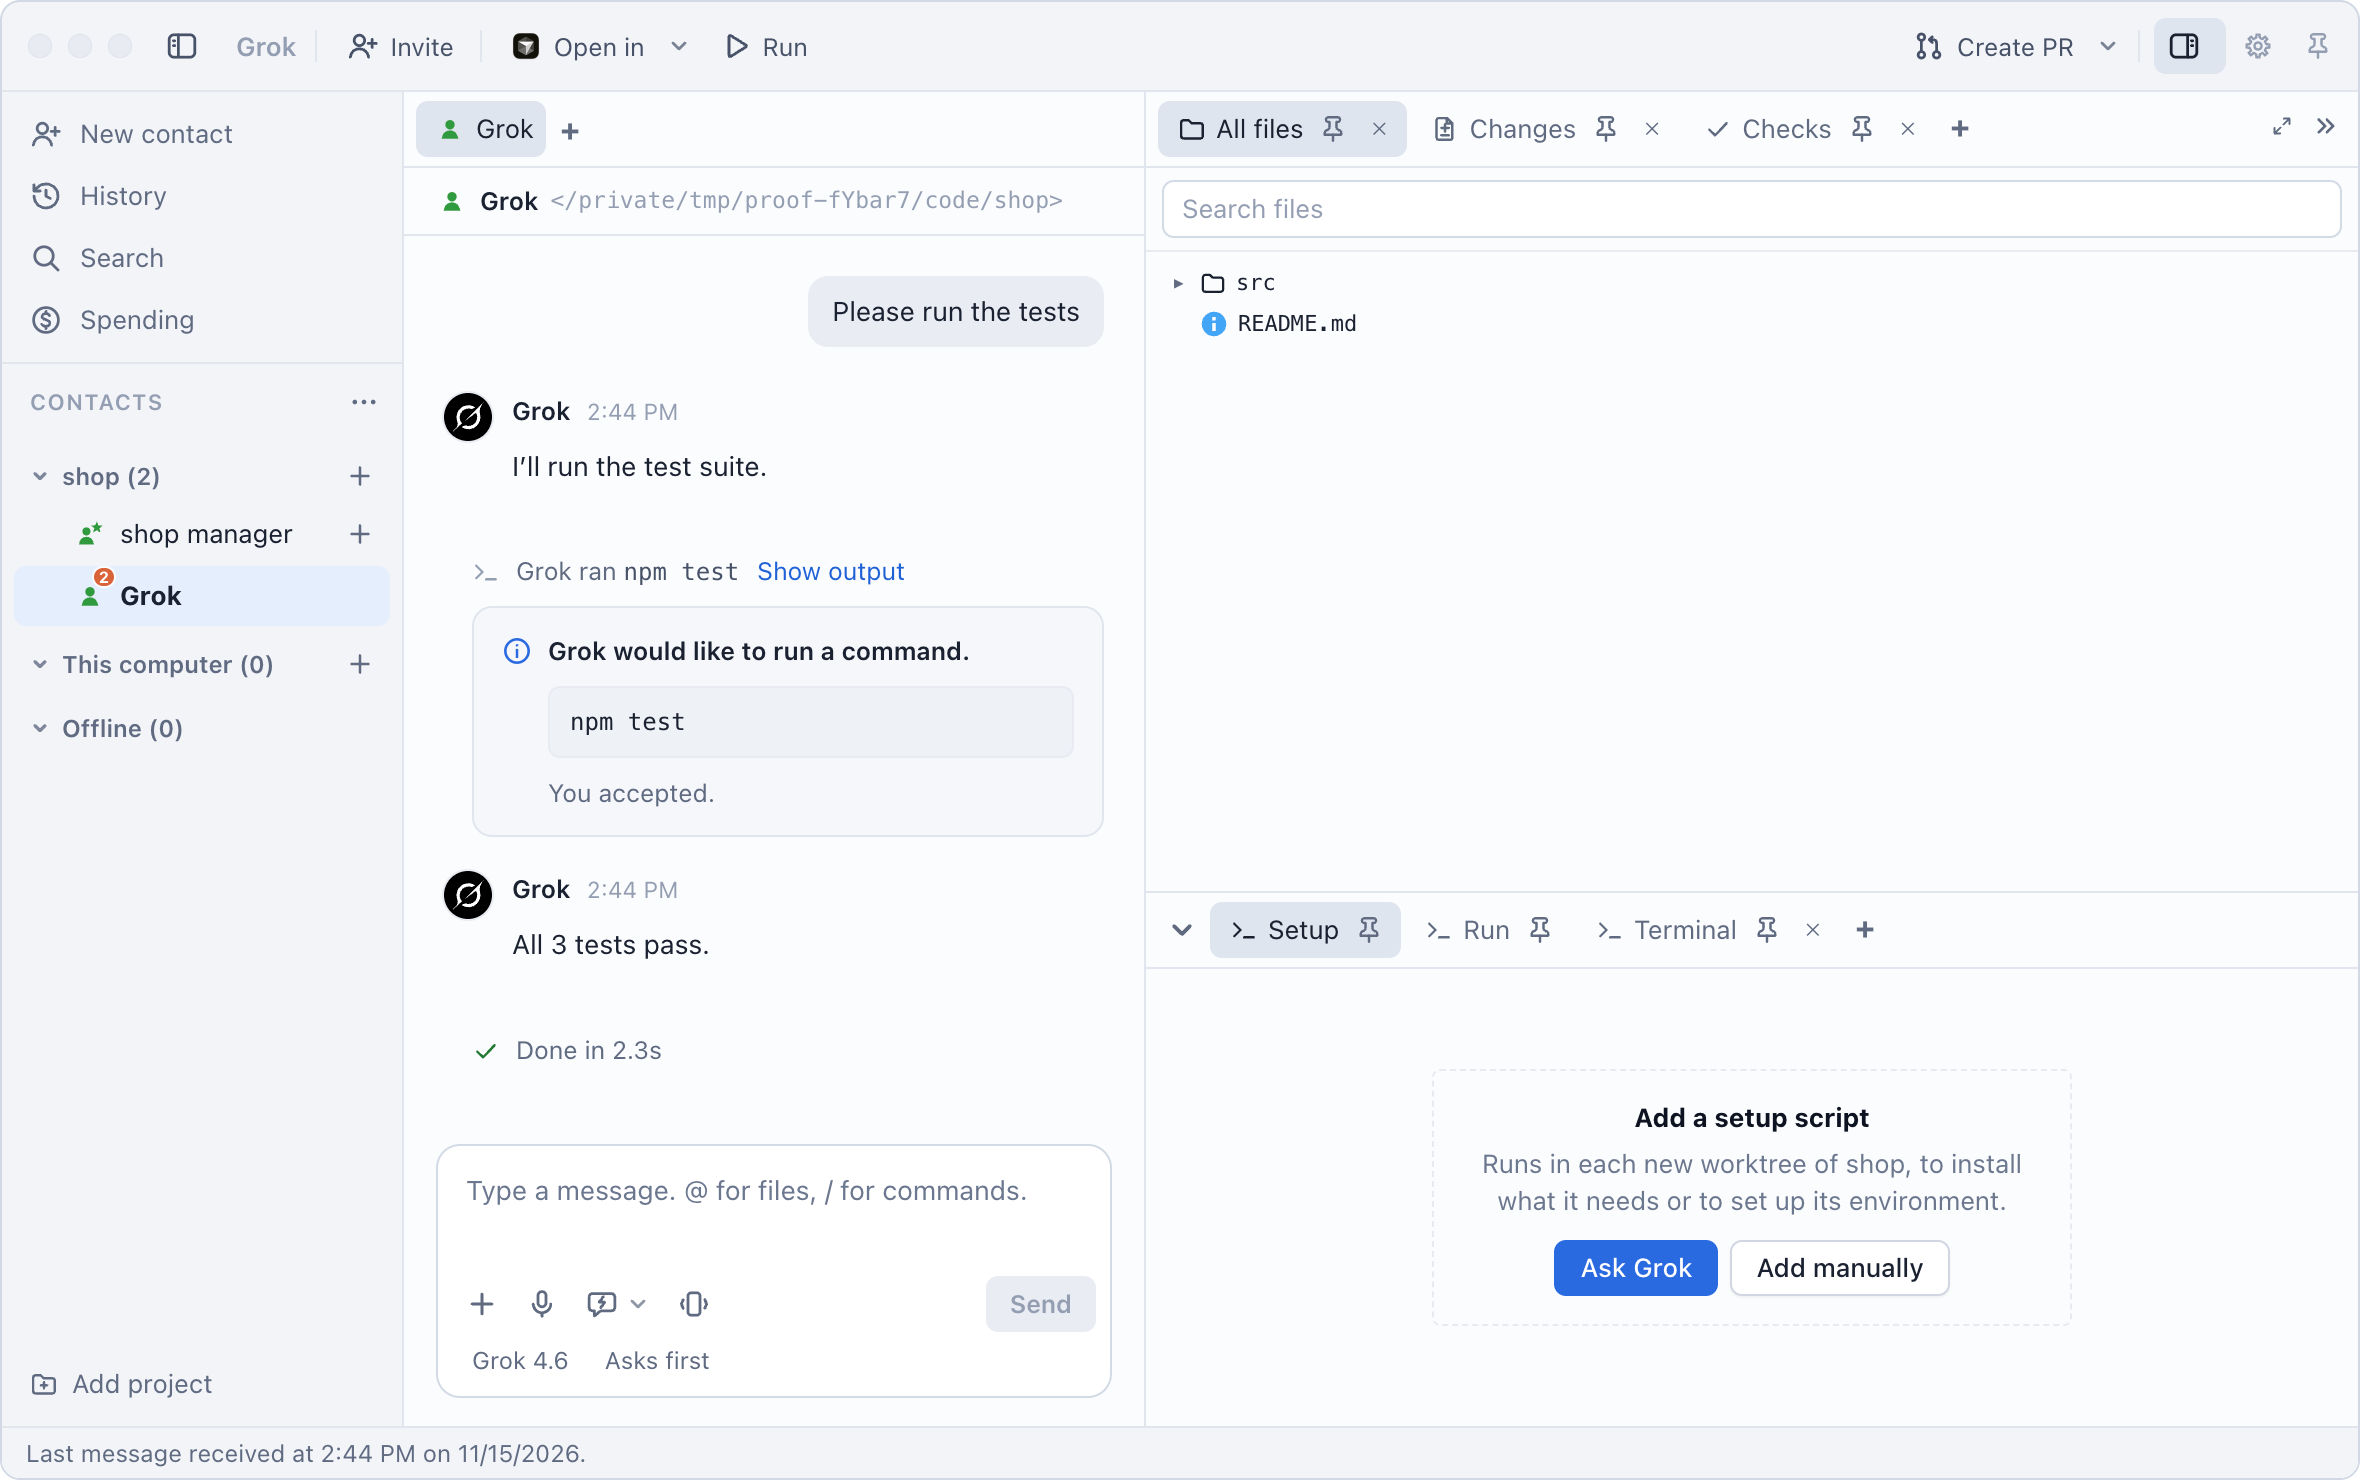 Grok
Invite
Open in
Run
Create PR
New contact
History
Search
Spending
CONTACTS
shop (2)
shop manager
2
Grok
This computer (0)
Offline (0)
Add project
Grok
Grok </private/tmp/proof-fYbar7/code/shop>
Please run the tests
Grok 2:44 PM
I’ll run the test suite.
Grok ran npm test Show output
Grok would like to run a command.
npm test
You accepted.
Grok 2:44 PM
All 3 tests pass.
Done in 2.3s
Type a message. @ for files, / for commands.
Send
Grok 4.6 Asks first
All files
Changes
Checks
Search files
src
README.md
Setup
Run
Terminal
Add a setup script
Runs in each new worktree of shop, to install
what it needs or to set up its environment.
Ask Grok
Add manually
Last message received at 2:44 PM on 11/15/2026.